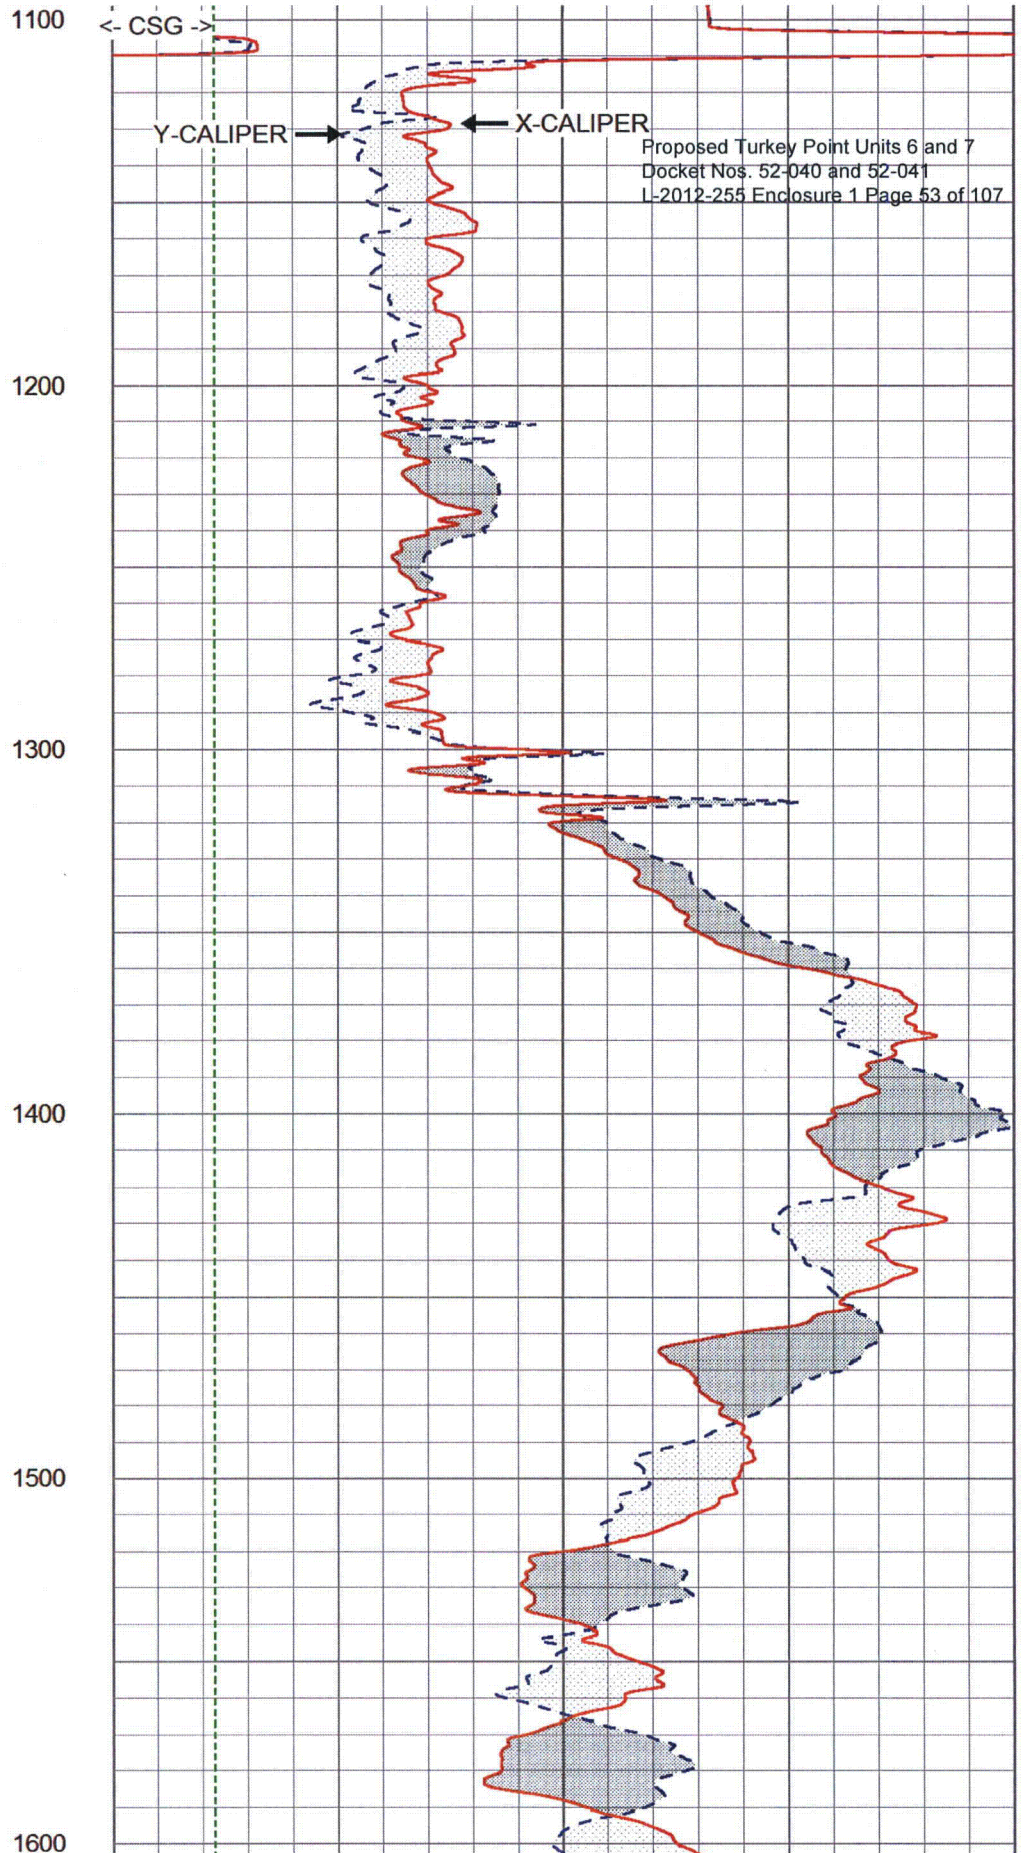 1100
<- CSG ->
Y-CALIPER
X-CALIPER
Proposed Turkey Point Units 6 and 7
Docket Nos. 52-040 and 52-041
L-2012-255 Enclosure 1 Page 53 of 107
1200
1300
1400
1500
1600